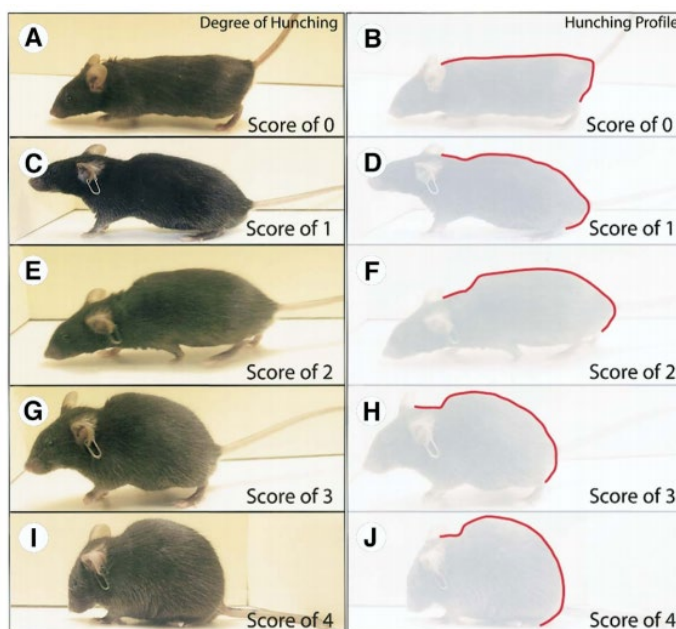 A Degree of Hunching
B Hunching Profile
Score of 0
Score of 0
C
D
Score of 1
Score of 1
E
F
Score of 2
Score of 2
G
H
Score of 3
Score of 3
I
J
Score of 4
Score of 4